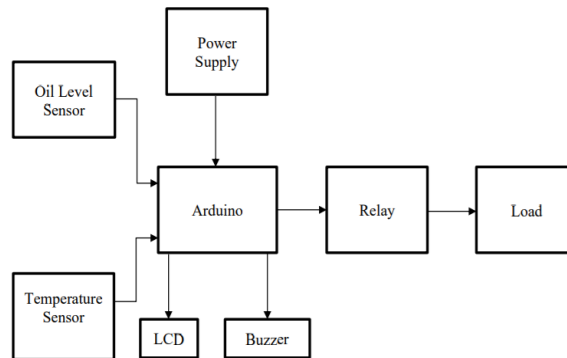 Power
Supply
Oil Level
Sensor
Arduino
Relay
Load
Temperature
Sensor
LCD
Buzzer